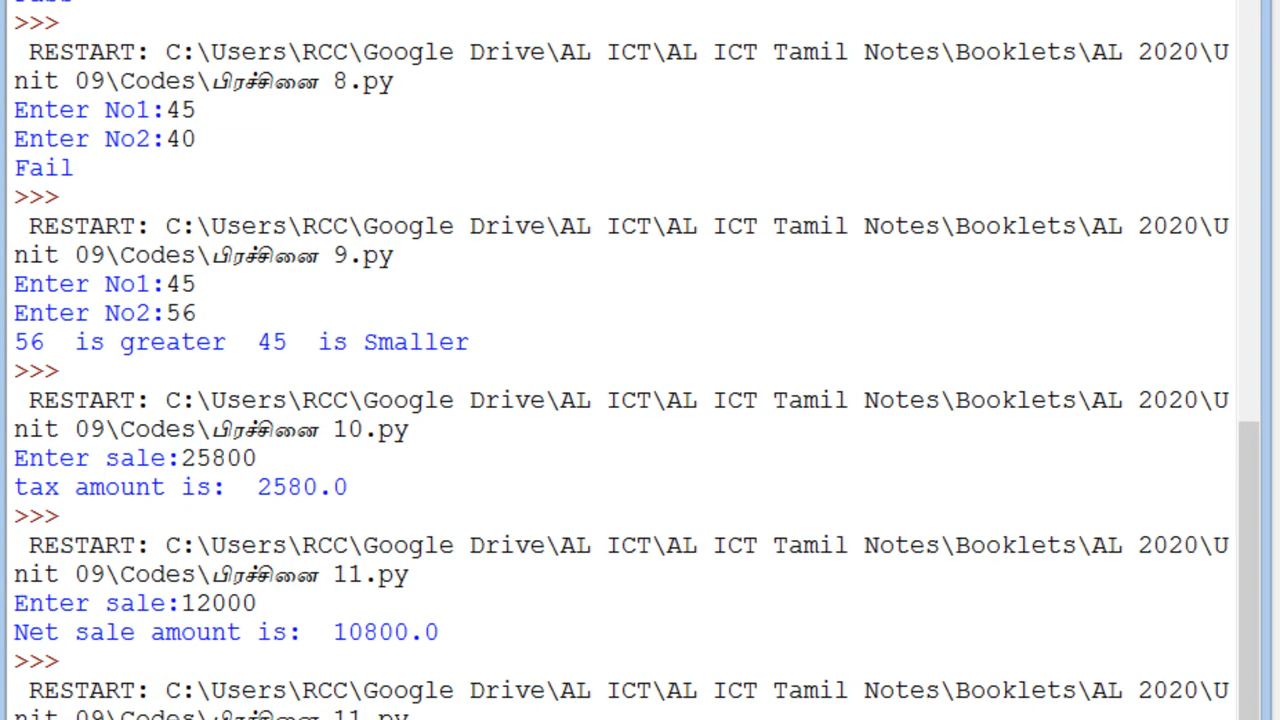 >>>
 RESTART: C:\Users\RCC\Google Drive\AL ICT\AL ICT Tamil Notes\Booklets\AL 2020\U
nit 09\Codes\பிரச்சினை 8.py
Enter No1:45
Enter No2:40
Fail
>>>
 RESTART: C:\Users\RCC\Google Drive\AL ICT\AL ICT Tamil Notes\Booklets\AL 2020\U
nit 09\Codes\பிரச்சினை 9.py
Enter No1:45
Enter No2:56
56  is greater  45  is Smaller
>>>
 RESTART: C:\Users\RCC\Google Drive\AL ICT\AL ICT Tamil Notes\Booklets\AL 2020\U
nit 09\Codes\பிரச்சினை 10.py
Enter sale:25800
tax amount is:  2580.0
>>>
 RESTART: C:\Users\RCC\Google Drive\AL ICT\AL ICT Tamil Notes\Booklets\AL 2020\U
nit 09\Codes\பிரச்சினை 11.py
Enter sale:12000
Net sale amount is:  10800.0
>>>
 RESTART: C:\Users\RCC\Google Drive\AL ICT\AL ICT Tamil Notes\Booklets\AL 2020\U
nit 09\Codes\பிரச்சினை 11.py